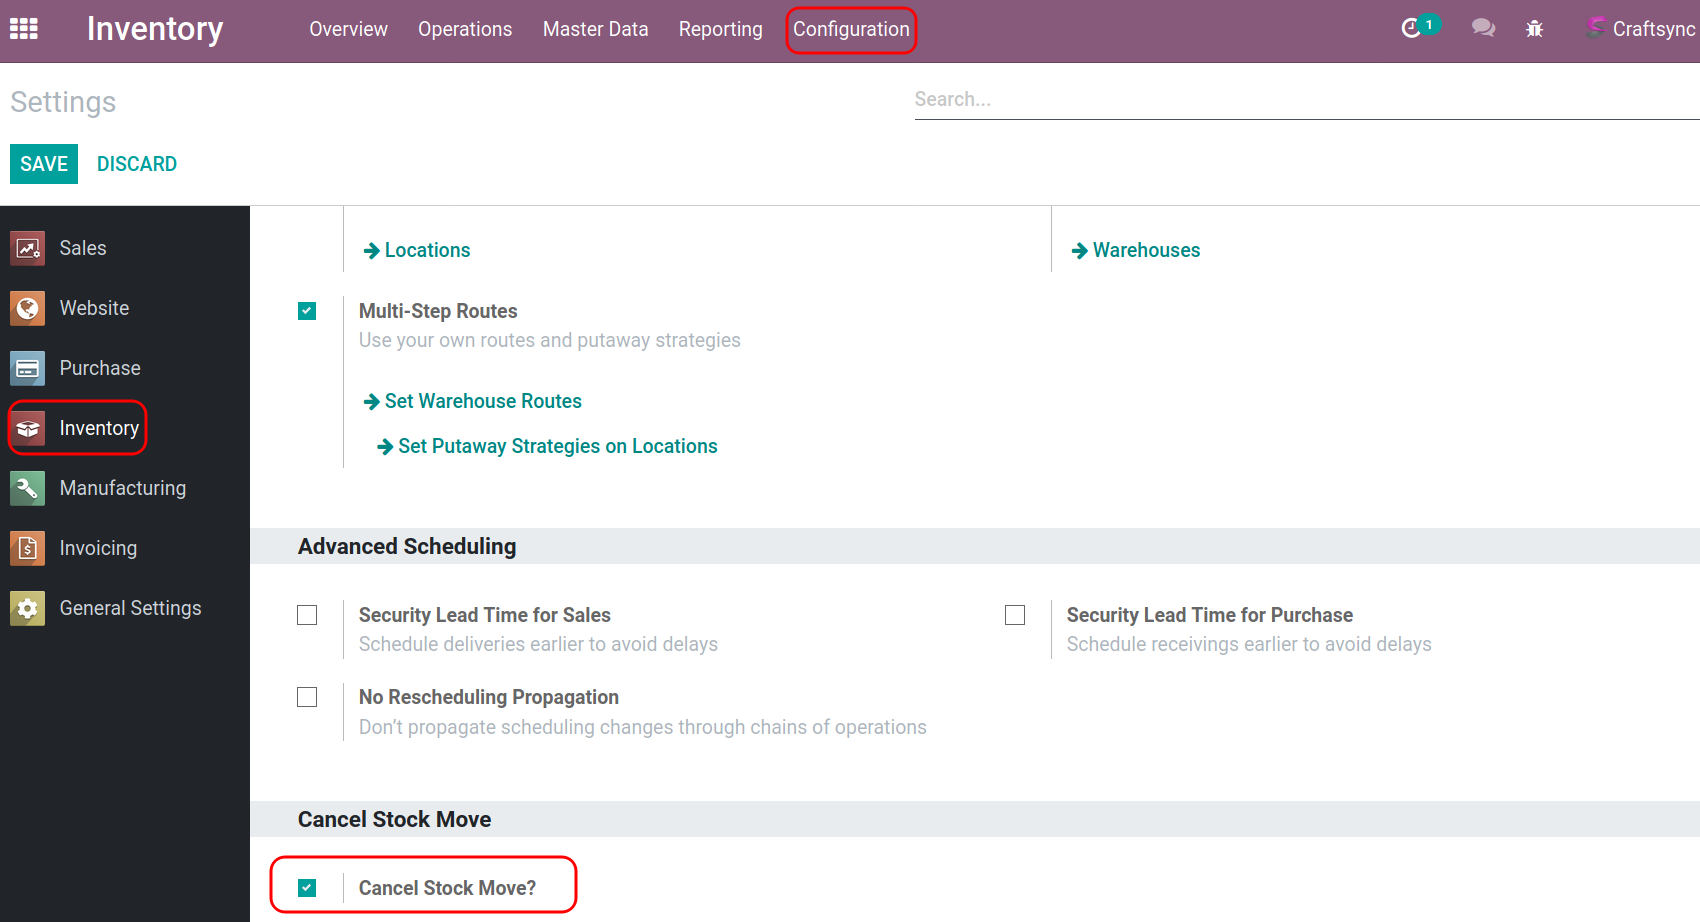 Inventory Overview Operations Master Data Reporting Configuration 1 Craftsync
Settings Search...
SAVE DISCARD
Sales
Website
Purchase
Inventory
Manufacturing
Invoicing
General Settings
Locations Warehouses
Multi-Step Routes
Use your own routes and putaway strategies
Set Warehouse Routes
Set Putaway Strategies on Locations
Advanced Scheduling
Security Lead Time for Sales
Schedule deliveries earlier to avoid delays
Security Lead Time for Purchase
Schedule receivings earlier to avoid delays
No Rescheduling Propagation
Don’t propagate scheduling changes through chains of operations
Cancel Stock Move
Cancel Stock Move?